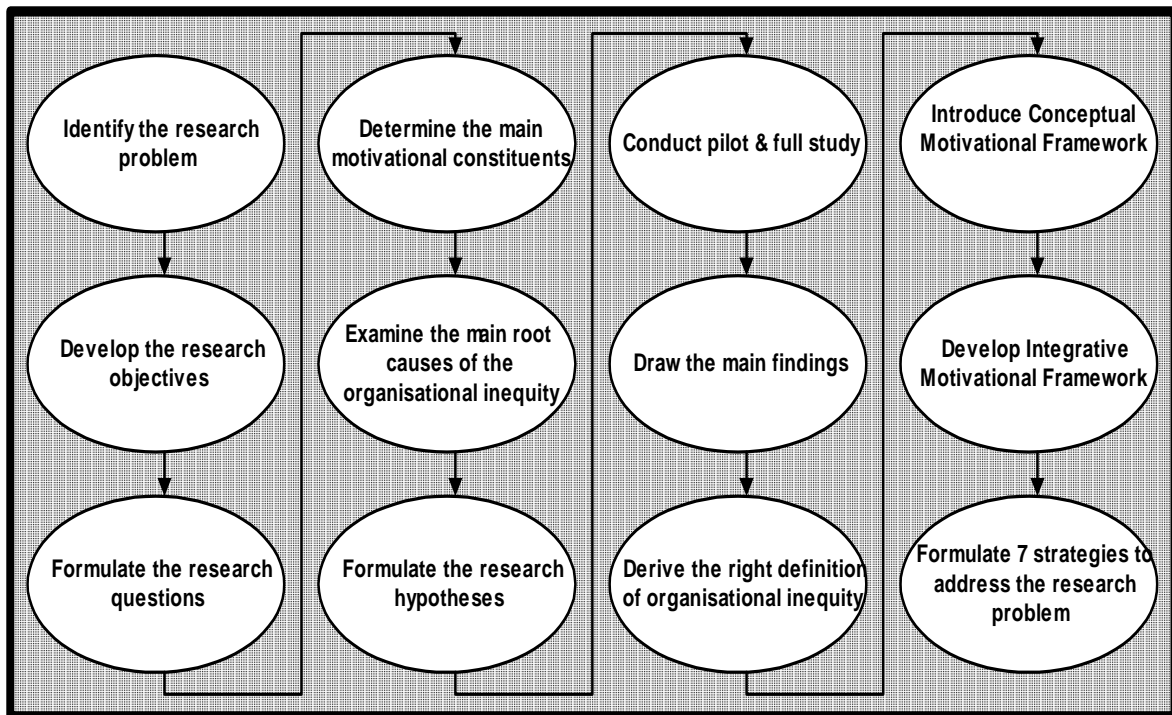 Identify the research
problem
Develop the research
objectives
Formulate the research
questions
Determine the main
motivational constituents
Examine the main root
causes of the
organisational inequity
Formulate the research
hypotheses
Conduct pilot & full study
Draw the main findings
Derive the right definition
of organisational inequity
Introduce Conceptual
Motivational Framework
Develop Integrative
Motivational Framework
Formulate 7 strategies to
address the research
problem